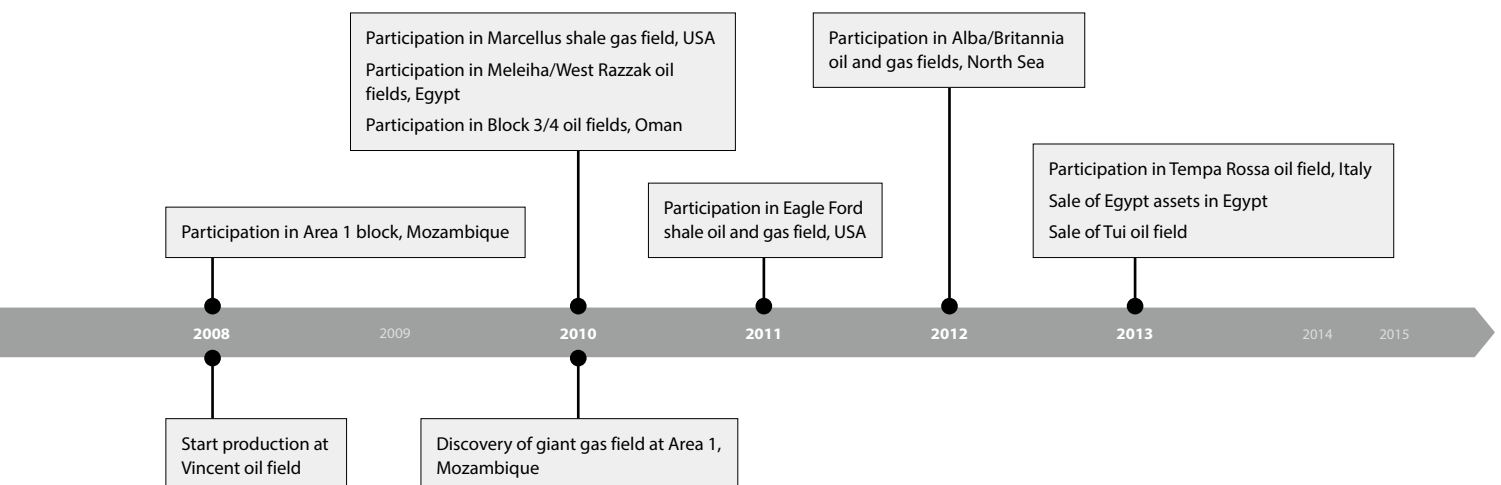 Participation in Marcellus shale gas field, USA
Participation in Meleiha/West Razzak oil
fields, Egypt
Participation in Block 3/4 oil fields, Oman
Participation in Alba/Britannia
oil and gas fields, North Sea
Participation in Tempa Rossa oil field, Italy
Sale of Egypt assets in Egypt
Sale of Tui oil field
Participation in Eagle Ford
shale oil and gas field, USA
Participation in Area 1 block, Mozambique
2008
2009
2010
2011
2012
2013
2014
2015
Start production at
Vincent oil field
Discovery of giant gas field at Area 1,
Mozambique